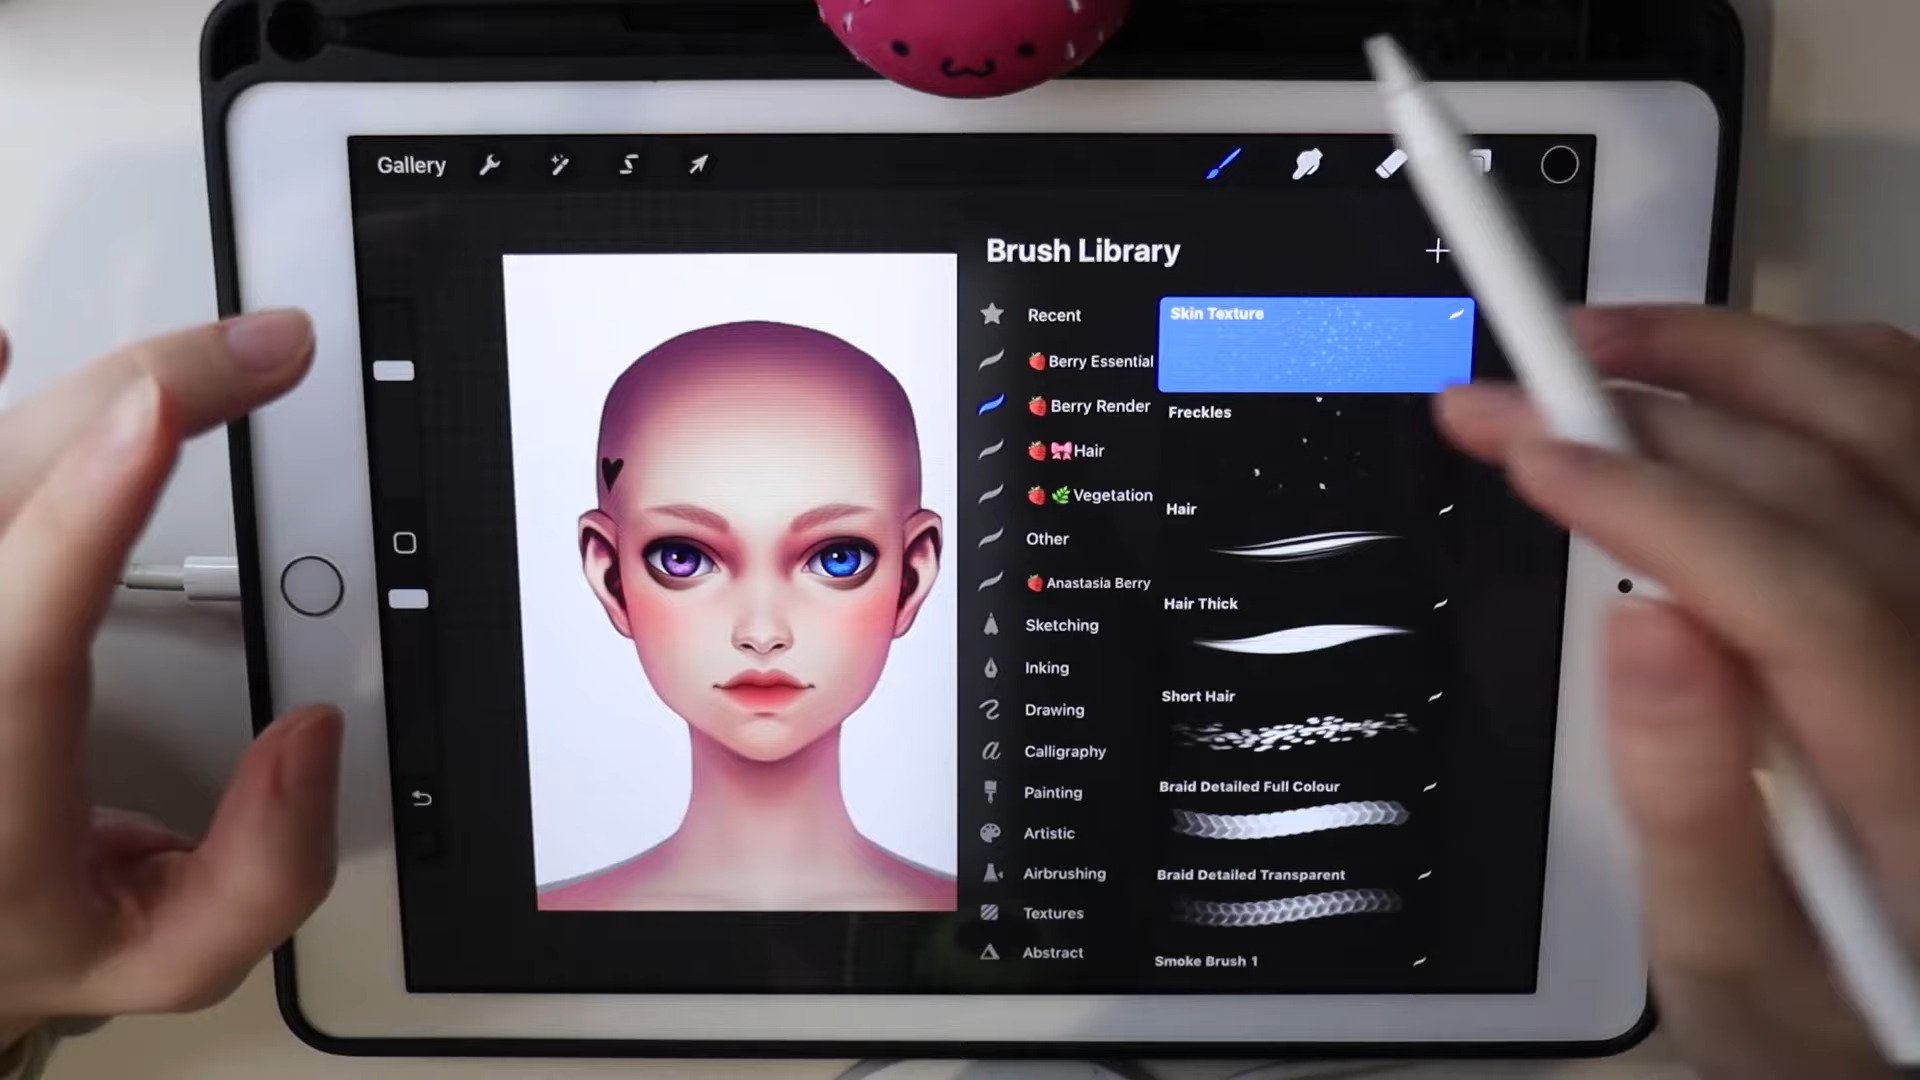 Gallery
Brush Library
Recent
🍓Berry Essential
🍓Berry Render
🍓🎀Hair
🍓🌿Vegetation
Other
🍓Anastasia Berry
Sketching
Inking
Drawing
Calligraphy
Painting
Artistic
Airbrushing
Textures
Abstract
Skin Texture
Freckles
Hair
Hair Thick
Short Hair
Braid Detailed Full Colour
Braid Detailed Transparent
Smoke Brush 1